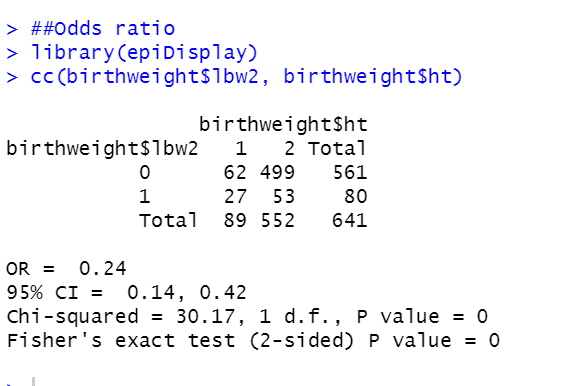 > ##Odds ratio
> library(epiDisplay)
> cc(birthweight$lbw2, birthweight$ht)
birthweight$ht
birthweight$lbw2 1 2 Total
0 62 499 561
1 27 53 80
Total 89 552 641
OR = 0.24
95% CI = 0.14, 0.42
Chi-squared = 30.17, 1 d.f., P value = 0
Fisher's exact test (2-sided) P value = 0
>